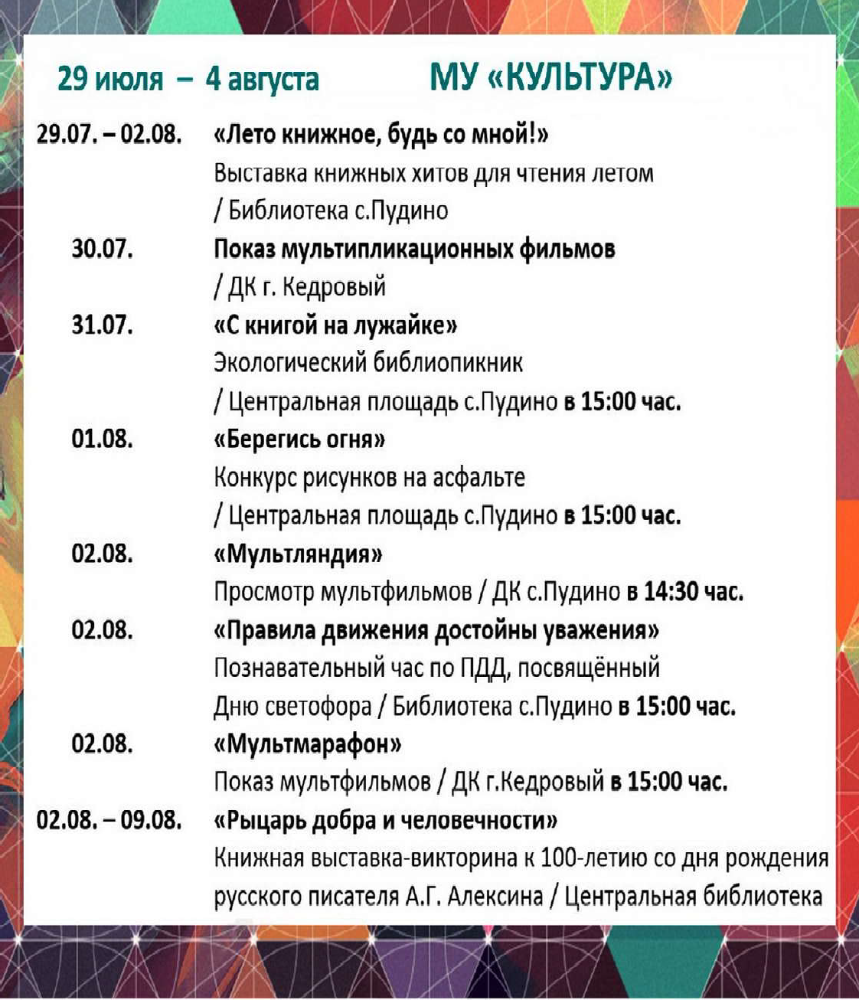 29 июля – 4 августа МУ «КУЛЬТУРА»
29.07. – 02.08. «Лето книжное, будь со мной!»
Выставка книжных хитов для чтения летом
/ Библиотека с.Пудино
30.07. Показ мультипликационных фильмов
/ ДК г. Кедровый
31.07. «С книгой на лужайке»
Экологический библиопикник
/ Центральная площадь с.Пудино в 15:00 час.
01.08. «Берегись огня»
Конкурс рисунков на асфальте
/ Центральная площадь с.Пудино в 15:00 час.
02.08. «Мультляндия»
Просмотр мультфильмов / ДК с.Пудино в 14:30 час.
02.08. «Правила движения достойны уважения»
Познавательный час по ПДД, посвящённый
Дню светофора / Библиотека с.Пудино в 15:00 час.
02.08. «Мультмарафон»
Показ мультфильмов / ДК г.Кедровый в 15:00 час.
02.08. – 09.08. «Рыцарь добра и человечности»
Книжная выставка-викторина к 100-летию со дня рождения
русского писателя А.Г. Алексина / Центральная библиотека